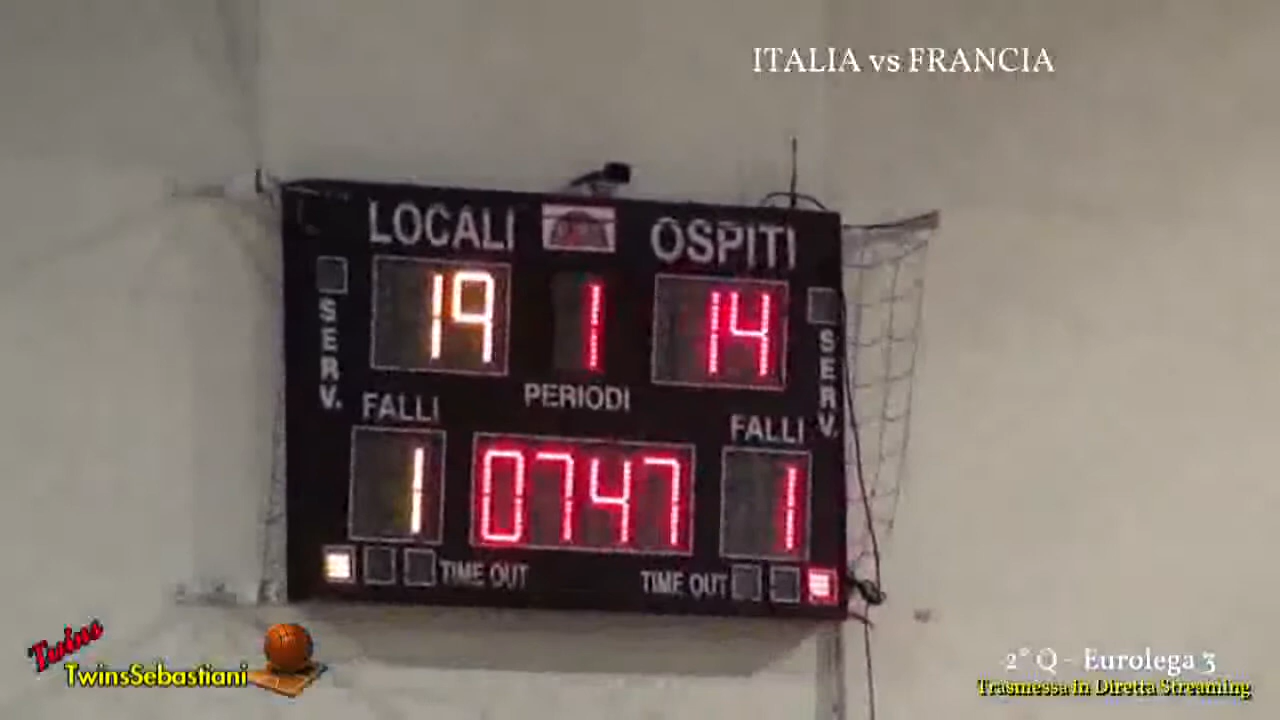 ITALIA vs FRANCIA
LOCALI OSPITI
19 1 14
SERV. SERV.
PERIODI
FALLI FALLI
1 0747 1
TIME OUT TIME OUT
Twins
TwinsSebastiani
2° Q - Eurolega 3
Trasmessa in Diretta Streaming